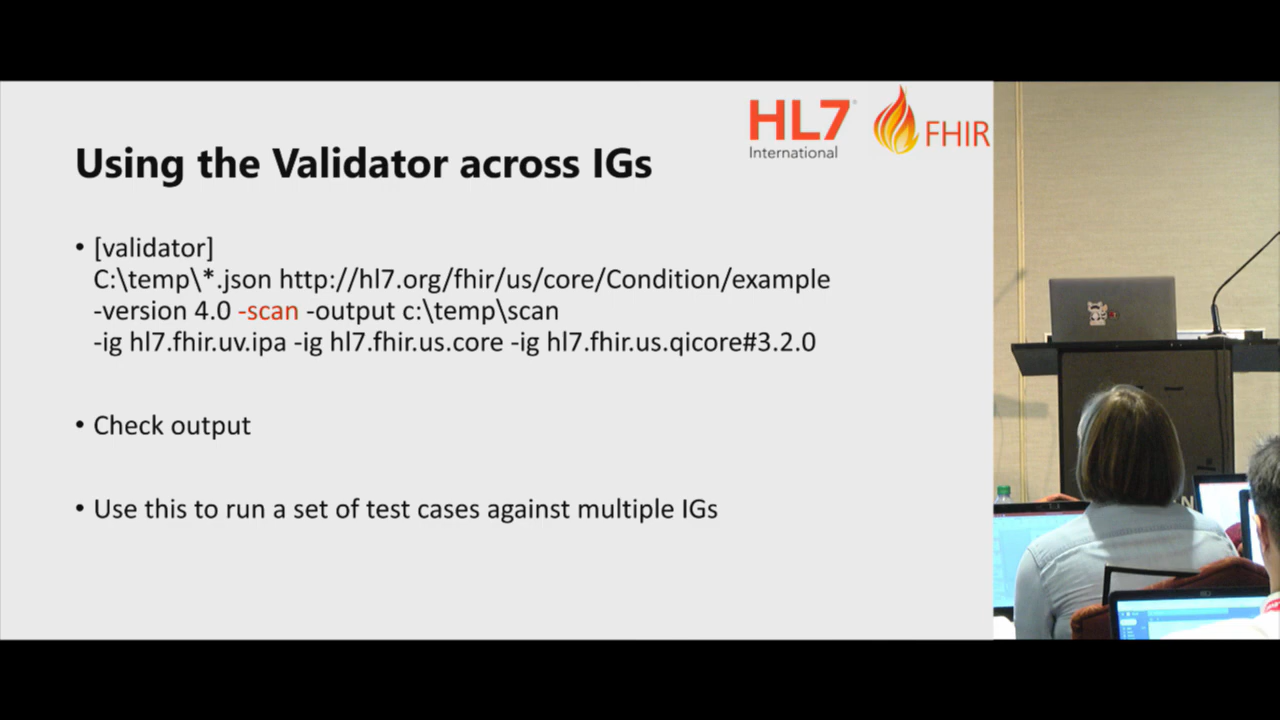 HL7
International
FHIR
Using the Validator across IGs
• [validator]
C:\temp\*.json http://hl7.org/fhir/us/core/Condition/example
-version 4.0 -scan -output c:\temp\scan
-ig hl7.fhir.uv.ipa -ig hl7.fhir.us.core -ig hl7.fhir.us.qicore#3.2.0
• Check output
• Use this to run a set of test cases against multiple IGs